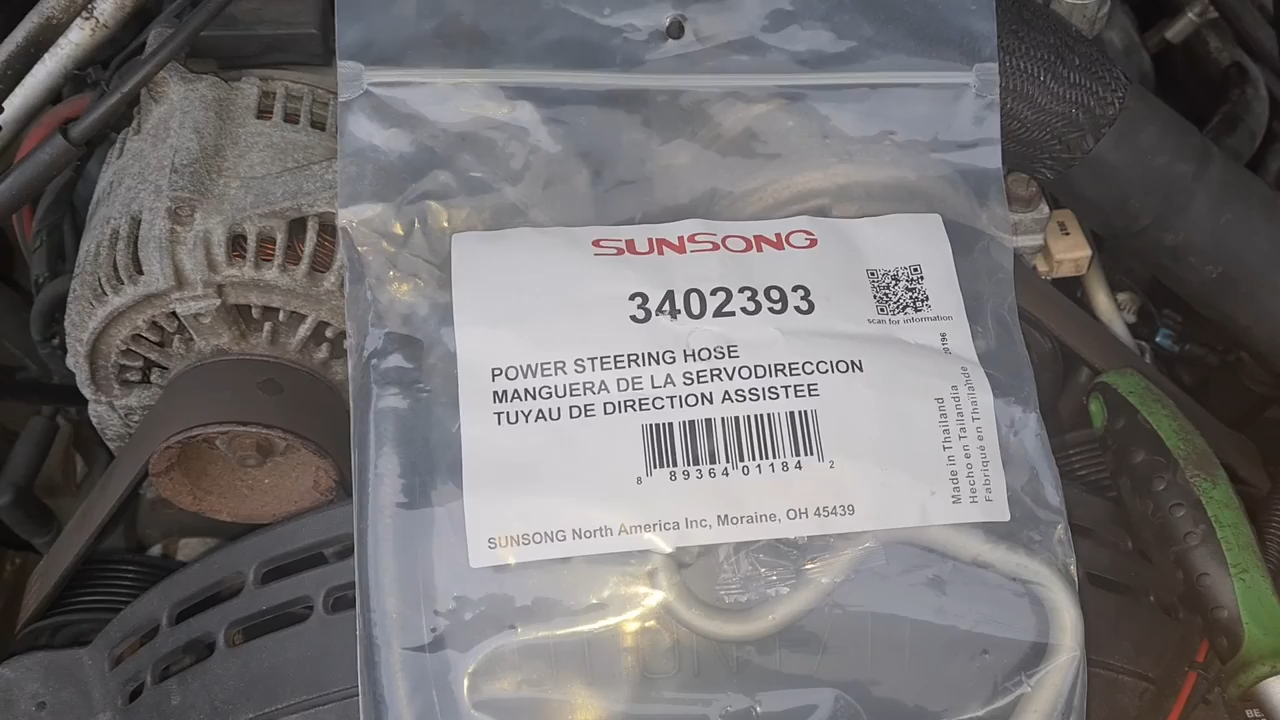 SUNSONG
3402393
scan for information
POWER STEERING HOSE
MANGUERA DE LA SERVODIRECCION
TUYAU DE DIRECTION ASSISTEE
8 89364 01184 2
SUNSONG North America Inc, Moraine, OH 45439
Made in Thailand
Hecho en Tailandia
Fabriqué en Thaïlande
20196